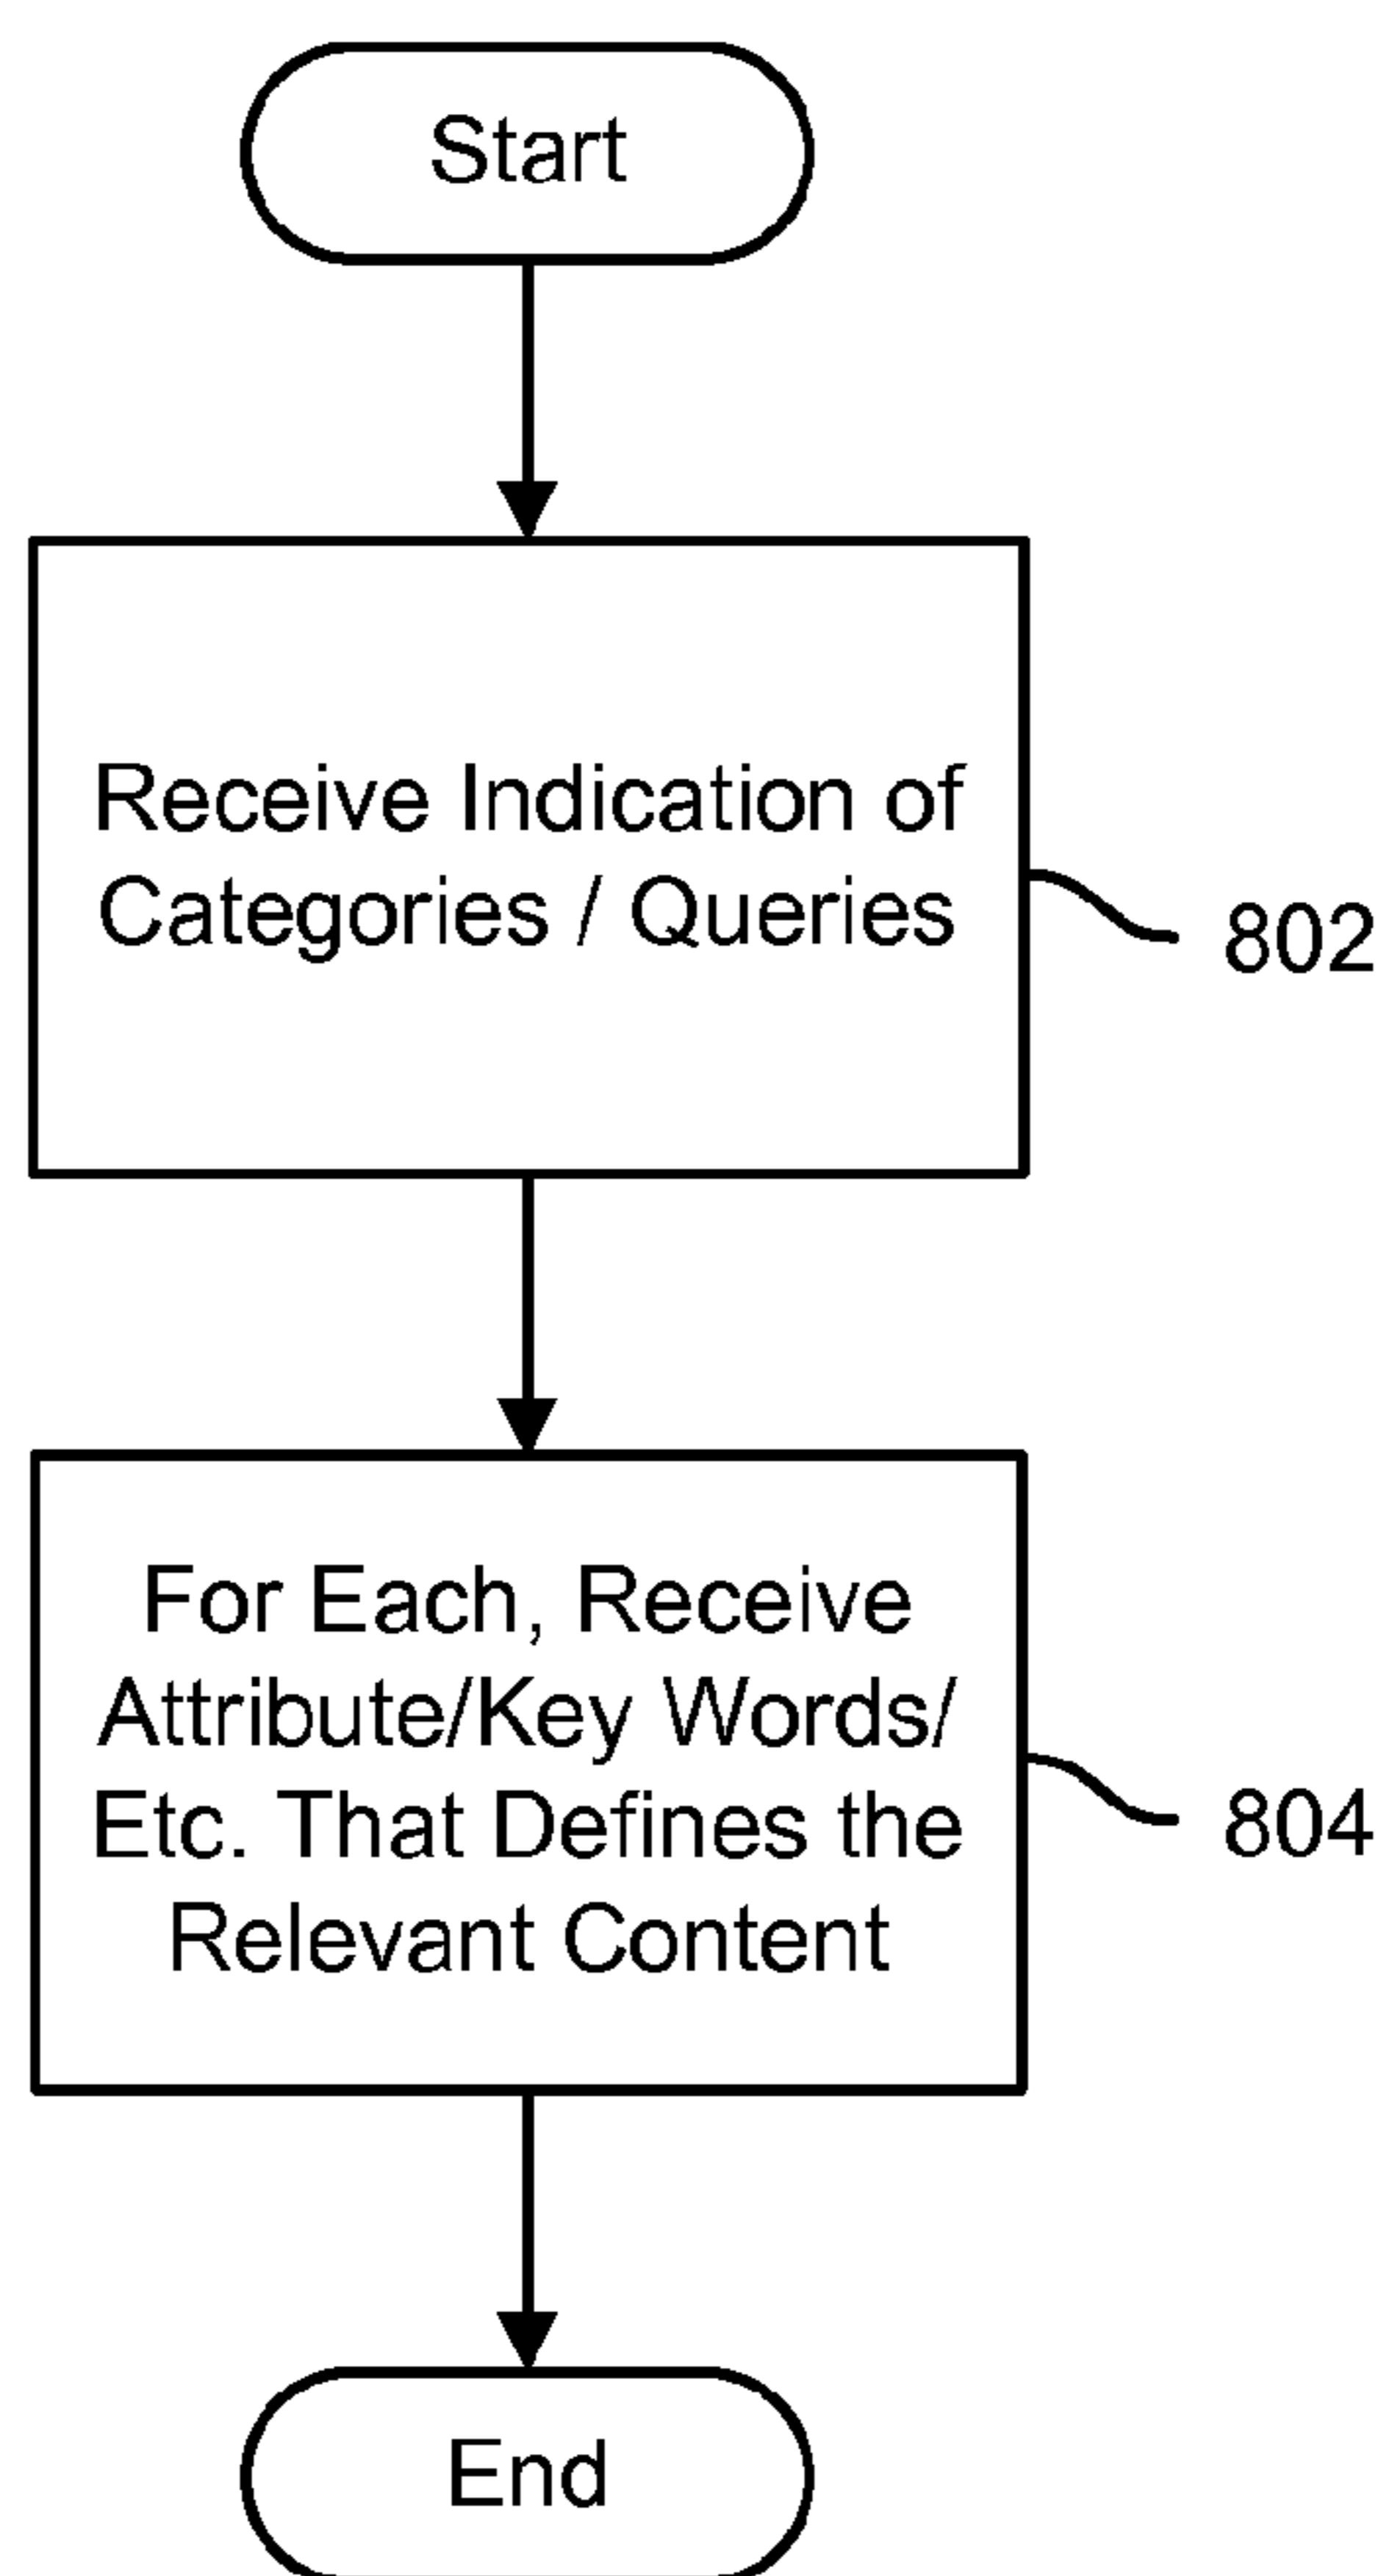 Start
Receive Indication of
Categories / Queries
802
For Each, Receive
Attribute/Key Words/
Etc. That Defines the
Relevant Content
804
End